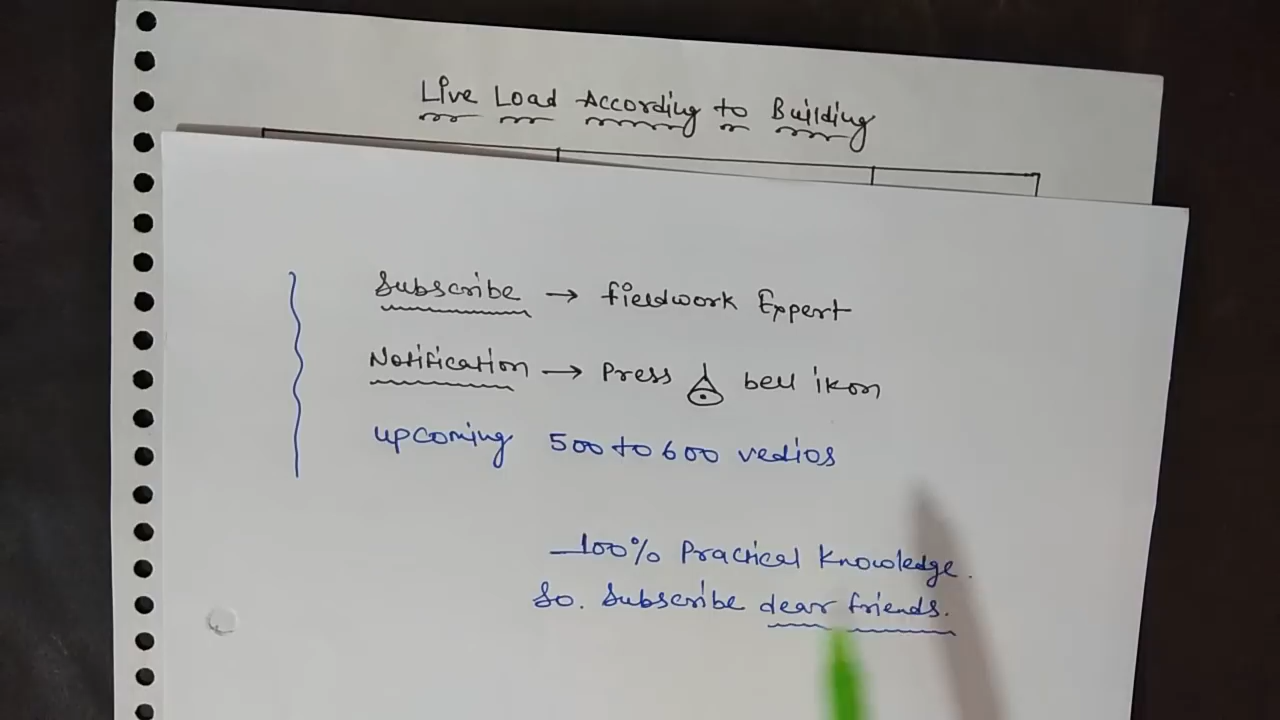 Live Load According to Building
Subscribe → fieldwork Expert
Notification → Press bell ikon
upcoming 500 to 600 vedios
100% Practical Knowledge.
So. Subscribe dear friends.